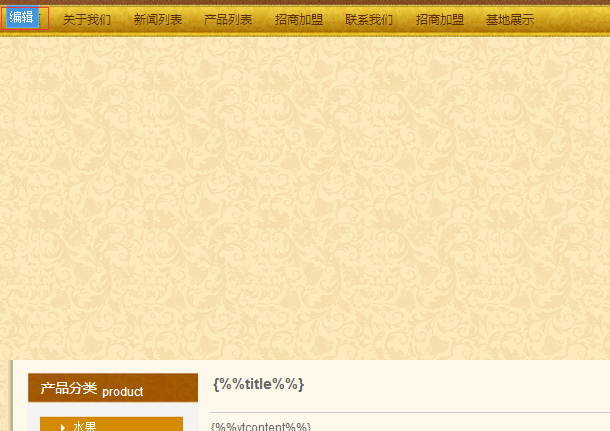 编辑 关于我们 新闻列表 产品列表 招商加盟 联系我们 招商加盟 基地展示
{%%title%%}
产品分类 product
水果
{%%ytcontent%%}